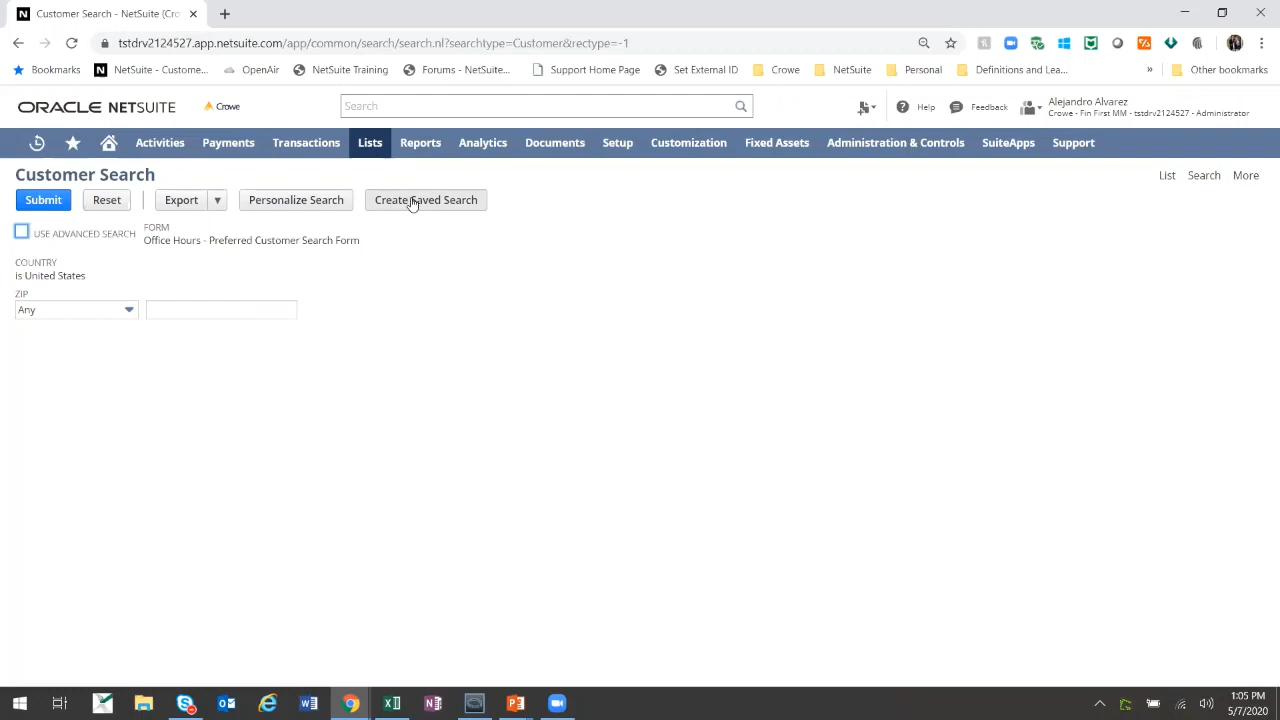 Customer Search - NetSuite (Cro
tstdrv2124527.app.netsuite.com/app/common/search/search.nl?searchtype=Customer&rectype=-1
Bookmarks
NetSuite - Custome...
OpenAir
NetSuite Training
Forums - NetSuite...
Support Home Page
Set External ID
Crowe
NetSuite
Personal
Definitions and Lea...
»
Other bookmarks
ORACLE NETSUITE
Crowe
Search
Help
Feedback
Alejandro Alvarez
Crowe - Fin First MM - tstdrv2124527 - Administrator
Activities
Payments
Transactions
Lists
Reports
Analytics
Documents
Setup
Customization
Fixed Assets
Administration & Controls
SuiteApps
Support
Customer Search
List
Search
More
Submit
Reset
Export
Personalize Search
Create Saved Search
USE ADVANCED SEARCH
FORM
Office Hours - Preferred Customer Search Form
COUNTRY
is United States
ZIP
Any
1:05 PM
5/7/2020